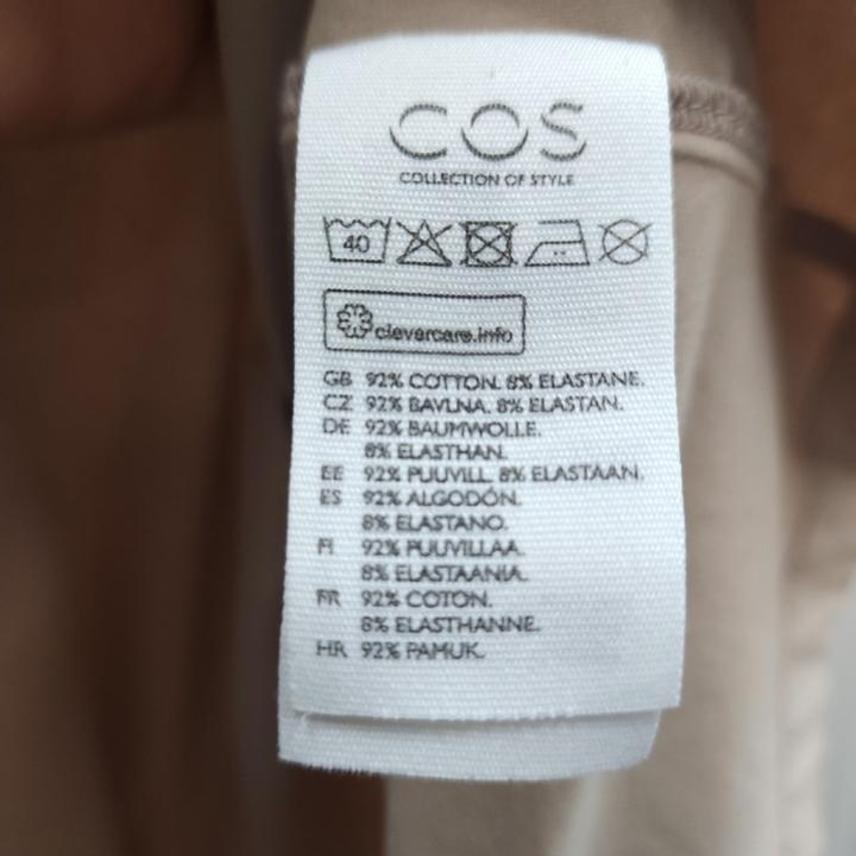 COS
COLLECTION OF STYLE
40
clevercare.info
GB 92% COTTON. 8% ELASTANE.
CZ 92% BAVLNA. 8% ELASTAN.
DE 92% BAUMWOLLE.
8% ELASTHAN.
EE 92% PUUVILL. 8% ELASTAAN.
ES 92% ALGODÓN.
8% ELASTANO.
FI 92% PUUVILLAA.
8% ELASTAANIA.
FR 92% COTON.
8% ELASTHANNE.
HR 92% PAMUK.